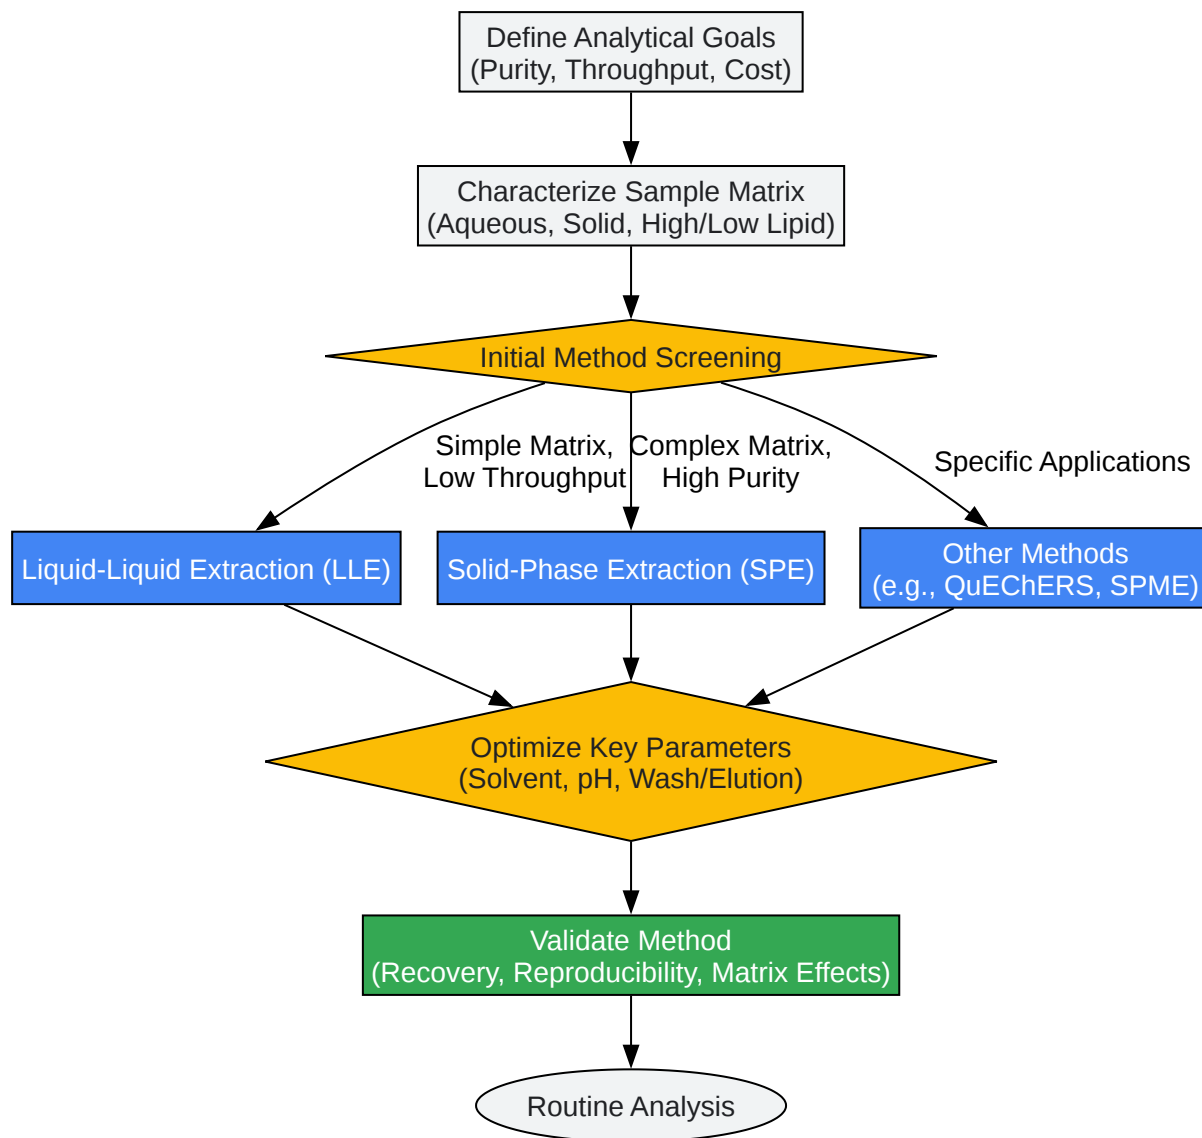 Define Analytical Goals
(Purity, Throughput, Cost)
Characterize Sample Matrix
(Aqueous, Solid, High/Low Lipid)
Initial Method Screening
Simple Matrix,
Low Throughput
Complex Matrix,
High Purity
Specific Applications
Liquid-Liquid Extraction (LLE)
Solid-Phase Extraction (SPE)
Other Methods
(e.g., QuEChERS, SPME)
Optimize Key Parameters
(Solvent, pH, Wash/Elution)
Validate Method
(Recovery, Reproducibility, Matrix Effects)
Routine Analysis